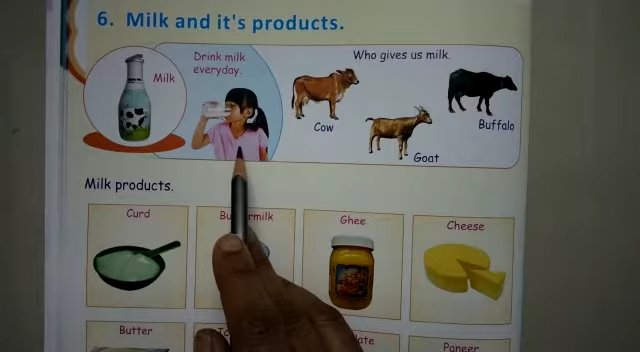 6. Milk and it's products.
Drink milk
everyday.
Milk
Who gives us milk.
Cow
Goat
Buffalo
Milk products.
Curd
Ghee
Cheese
Butter
Paneer